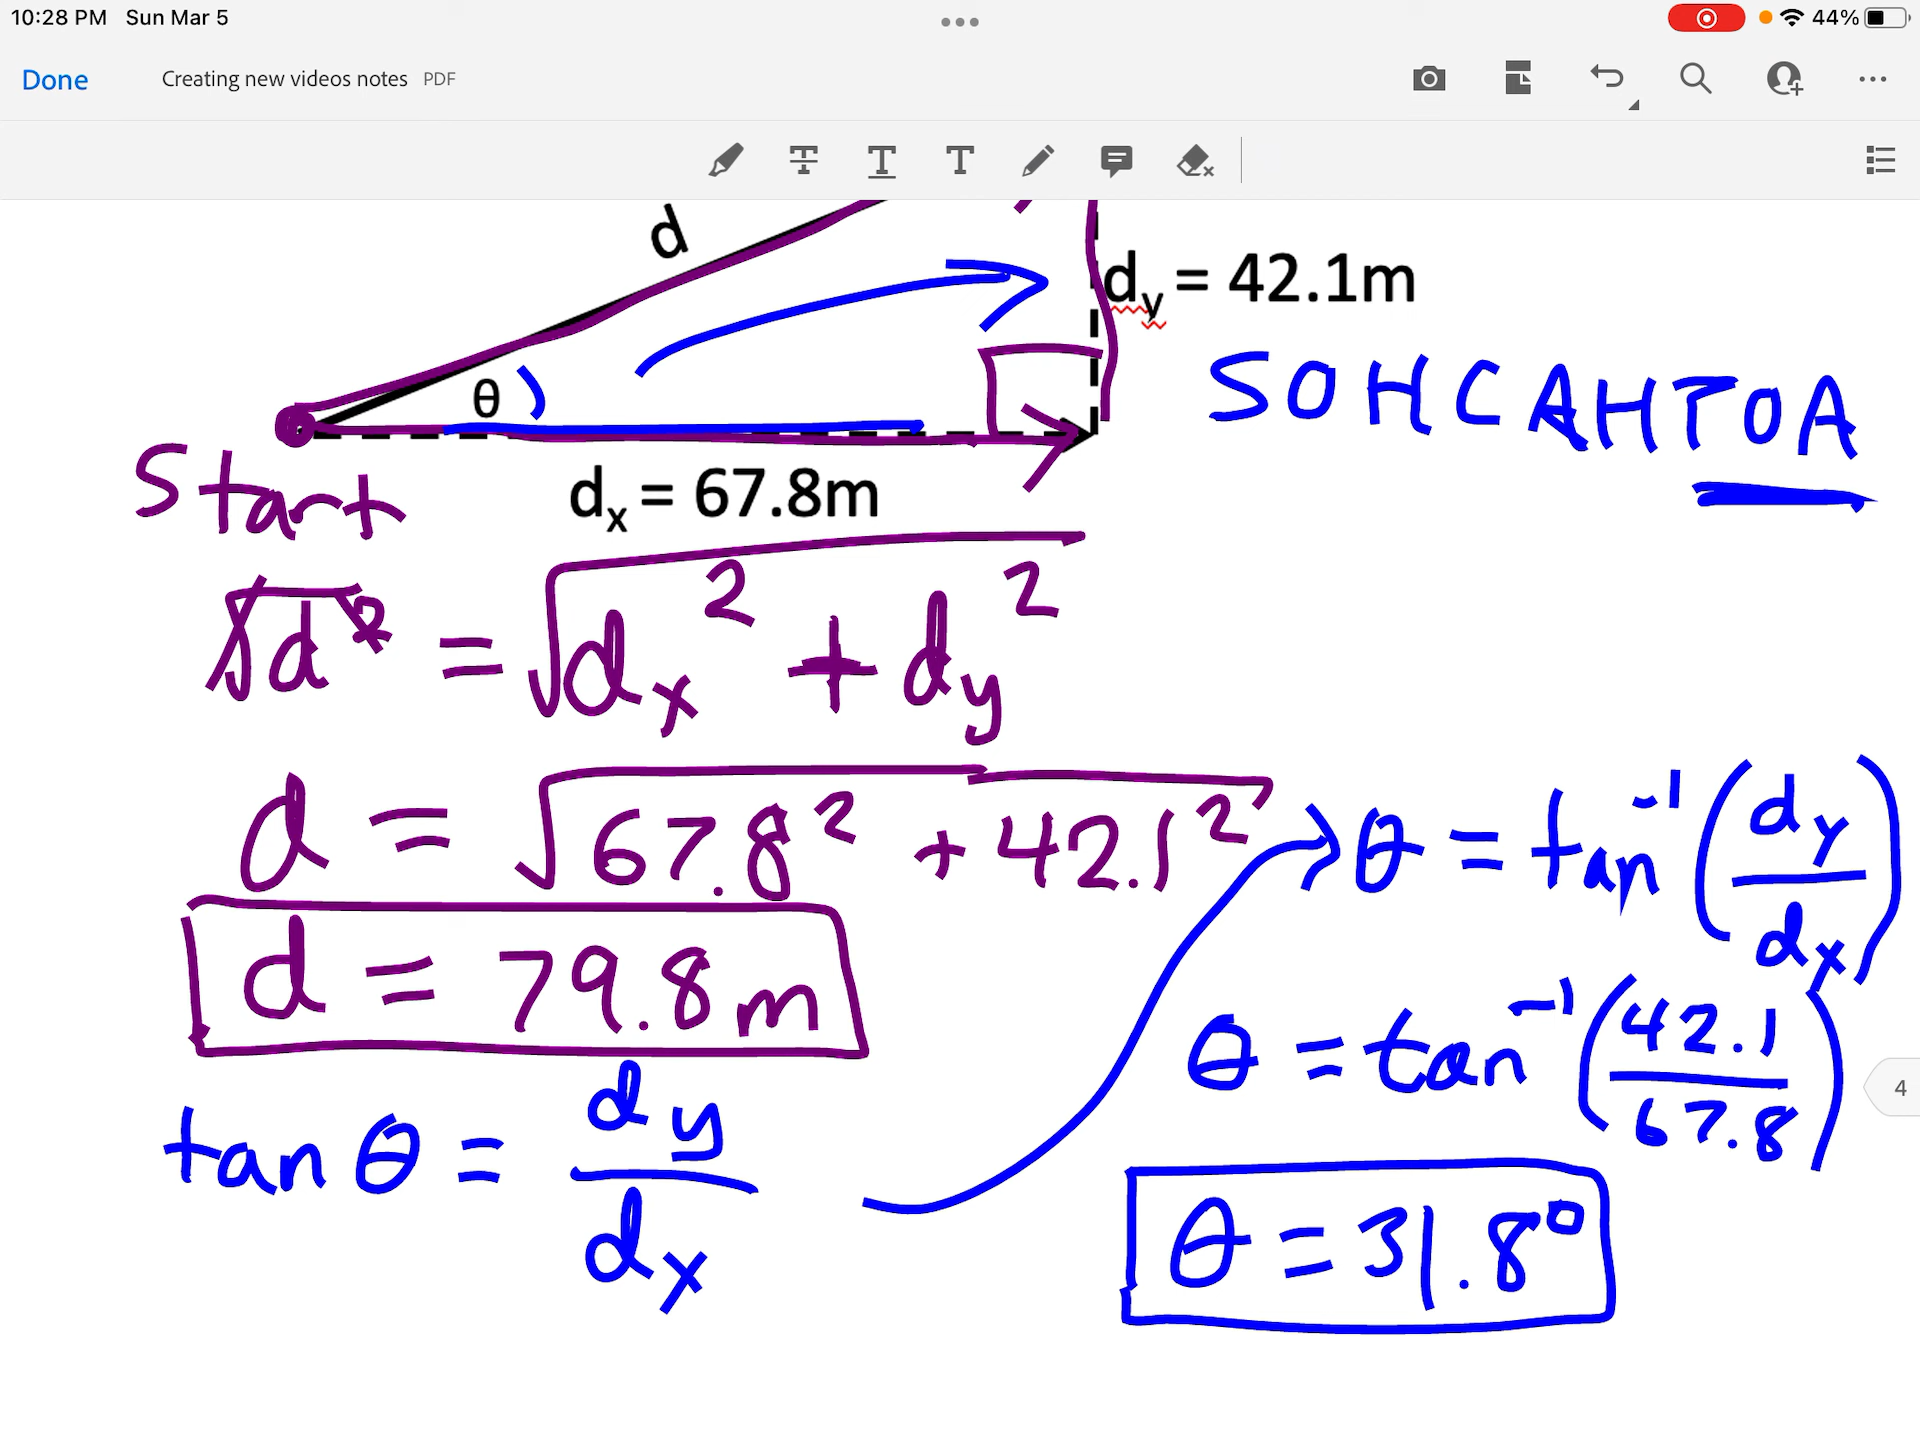 10:28 PM Sun Mar 5
44%
Done Creating new videos notes PDF
d
dy = 42.1m
θ
SOHCAHTOA
Start
dx = 67.8m
√d² = √dx² + dy²
d = √67.8² + 42.1²
θ = tan⁻¹(dy/dx)
d = 79.8m
θ = tan⁻¹(42.1/67.8)
4
tan θ = dy/dx
θ = 31.8°